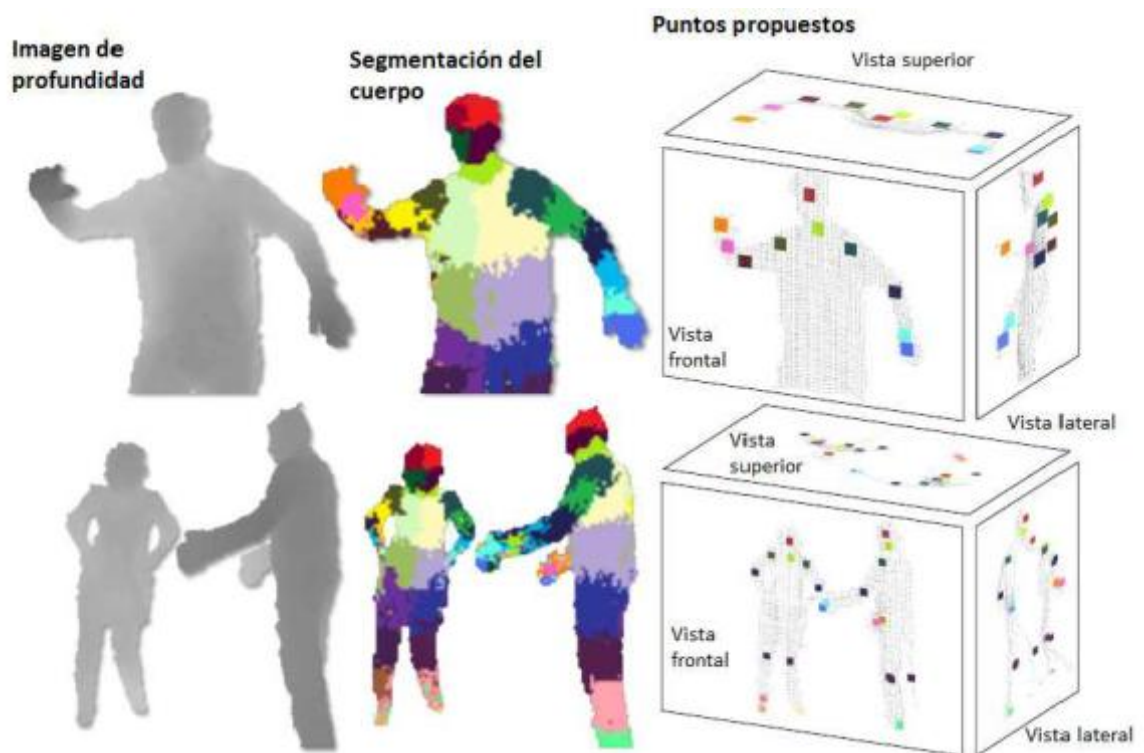 Imagen de
profundidad
Segmentación del
cuerpo
Puntos propuestos
Vista superior
Vista
frontal
Vista lateral
Vista
superior
Vista
frontal
Vista lateral